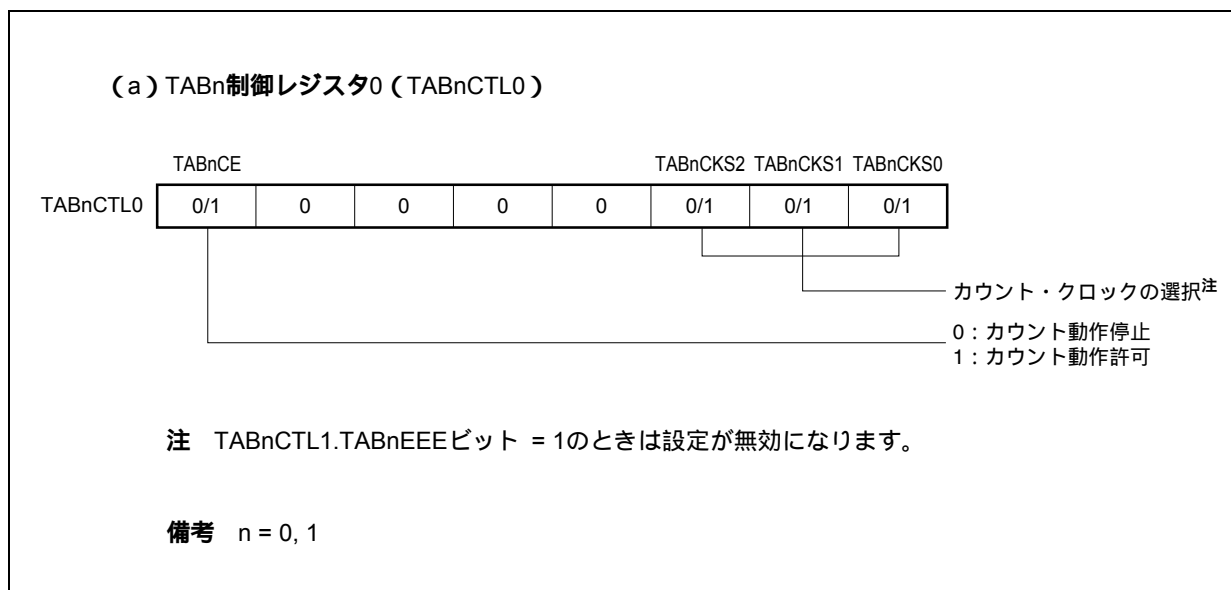 (a)TABn制御レジスタ0(TABnCTL0)
TABnCE TABnCKS2 TABnCKS1 TABnCKS0
TABnCTL0 0/1 0 0 0 0 0/1 0/1 0/1
カウント・クロックの選択注
0:カウント動作停止
1:カウント動作許可
注 TABnCTL1.TABnEEEビット = 1のときは設定が無効になります。
備考 n = 0, 1